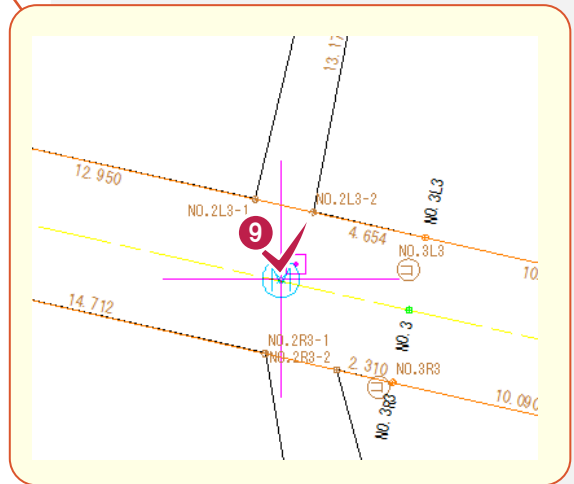 13.17
12.950
NO.2L3-1
NO.2L3-2
NO.3L3
4.654
NO.3L3
9
M
10.
14.712
NO.3
NO.2R3-1
NO.2R3-2
2.310
NO.3R3
10.090
NO.3R3